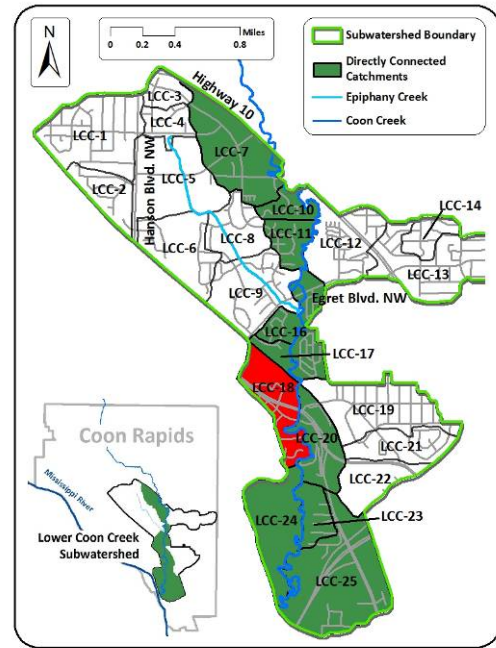 N
Miles
0 0.2 0.4 0.8
Subwatershed Boundary
Directly Connected
Catchments
Epiphany Creek
Coon Creek
Highway 10
LCC-3
LCC-4
LCC-1
LCC-7
Hanson Blvd. NW
LCC-5
LCC-2
LCC-10
LCC-14
LCC-11
LCC-12
LCC-8
LCC-6
LCC-13
LCC-9
Egret Blvd. NW
LCC-16
LCC-17
LCC-18
LCC-19
LCC-20
LCC-21
LCC-22
LCC-23
LCC-24
LCC-25
Coon Rapids
Mississippi River
Lower Coon Creek
Subwatershed